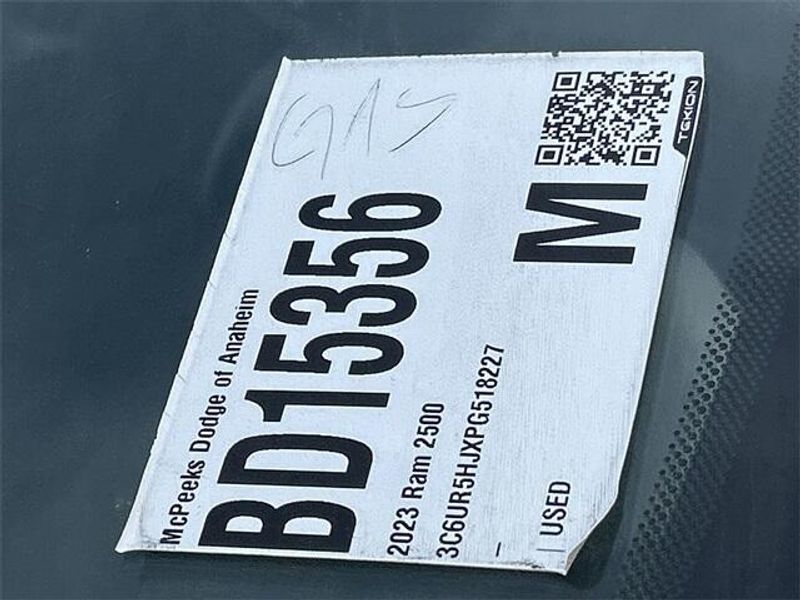 GAS
TEKION
M
McPeeks Dodge of Anaheim
BD15356
2023 Ram 2500
3C6UR5HJXPG518227
–
| USED